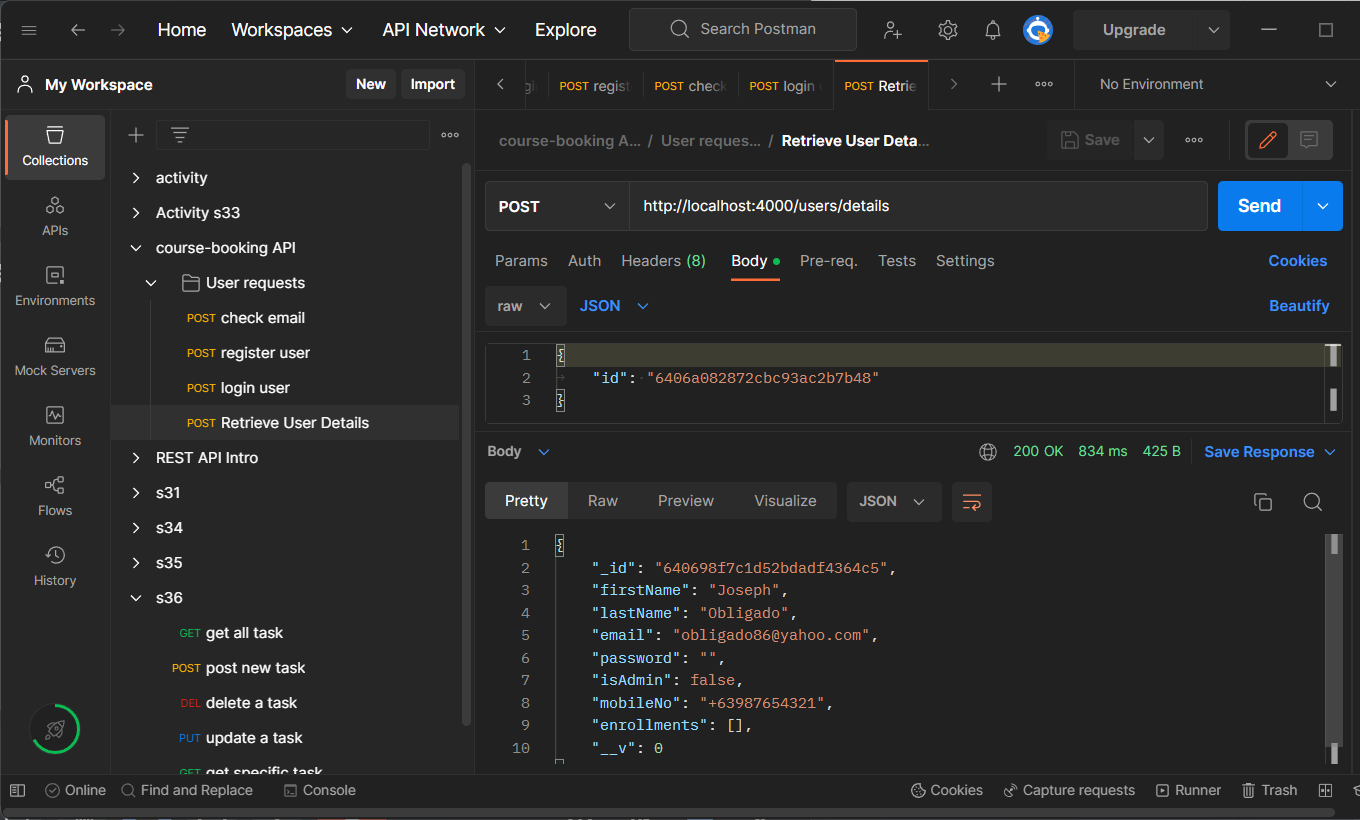 Home Workspaces API Network Explore Search Postman Upgrade
My Workspace New Import
POST regist POST check POST login POST Retrie No Environment
Collections
APIs
Environments
Mock Servers
Monitors
Flows
History
activity
Activity s33
course-booking API
User requests
POST check email
POST register user
POST login user
POST Retrieve User Details
REST API Intro
s31
s34
s35
s36
GET get all task
POST post new task
DEL delete a task
PUT update a task
GET get specific task
course-booking A... / User reques... / Retrieve User Deta... Save
POST http://localhost:4000/users/details Send
Params Auth Headers (8) Body Pre-req. Tests Settings Cookies
raw JSON Beautify
1 {
2 "id": "6406a082872cbc93ac2b7b48"
3 }
Body 200 OK 834 ms 425 B Save Response
Pretty Raw Preview Visualize JSON
1 {
2 "_id": "640698f7c1d52bdadf4364c5",
3 "firstName": "Joseph",
4 "lastName": "Obligado",
5 "email": "obligado86@yahoo.com",
6 "password": "",
7 "isAdmin": false,
8 "mobileNo": "+63987654321",
9 "enrollments": [],
10 "__v": 0
Online Find and Replace Console Cookies Capture requests Runner Trash